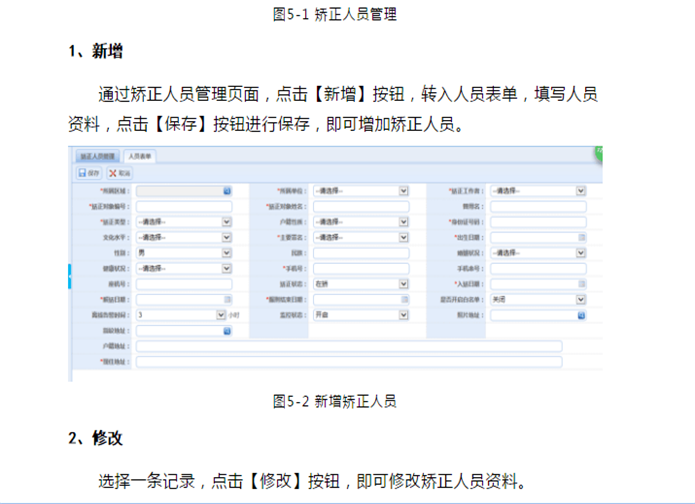 图5-1 矫正人员管理
1、新增
通过矫正人员管理页面，点击【新增】按钮，转入人员表单，填写人员
资料，点击【保存】按钮进行保存，即可增加矫正人员。
矫正人员管理 人员表单
保存 取消
*所属区域： *所属单位： --请选择-- *矫正工作者： --请选择--
*矫正对象编号： *矫正对象姓名： 曾用名：
*矫正类型： --请选择-- 户籍性质： --请选择-- *身份证号码：
文化水平： --请选择-- *主要罪名： --请选择-- *出生日期：
性别： 男 民族： 婚姻状况： --请选择--
健康状况： --请选择-- *手机号： 手机串号：
座机号： 矫正状态： 在矫 *入矫日期：
*解矫日期： *服刑结束日期： 是否开启白名单： 关闭
3 小时 监控状态： 开启 照片地址：
户籍地址：
*现住地址：
图5-2 新增矫正人员
2、修改
选择一条记录，点击【修改】按钮，即可修改矫正人员资料。